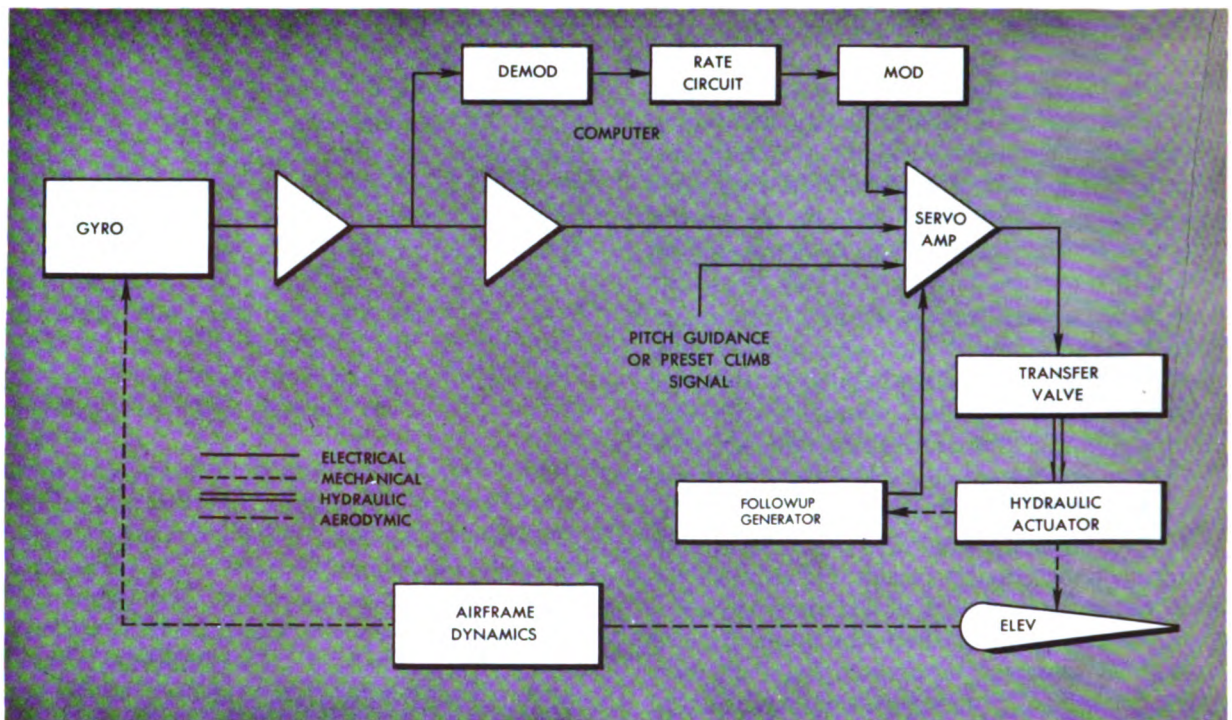 DEMOD
RATE
CIRCUIT
MOD
COMPUTER
GYRO
SERVO
AMP
PITCH GUIDANCE
OR PRESET CLIMB
SIGNAL
TRANSFER
VALVE
ELECTRICAL
MECHANICAL
HYDRAULIC
AERODYMIC
FOLLOWUP
GENERATOR
HYDRAULIC
ACTUATOR
AIRFRAME
DYNAMICS
ELEV